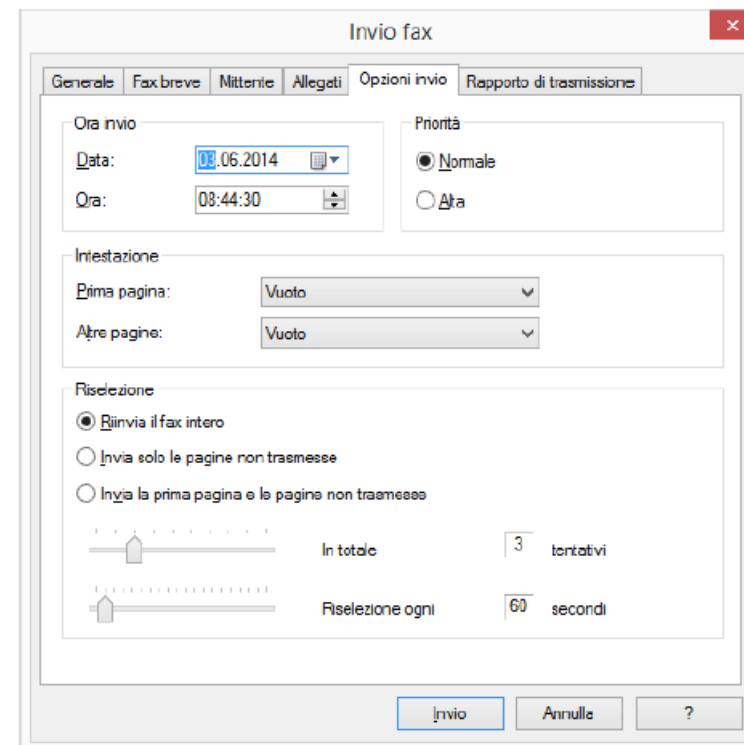 Invio fax
Generale Fax breve Mittente Allegati Opzioni invio Rapporto di trasmissione
Ora invio
Data: 03.06.2014
Ora: 08:44:30
Priorità
Normale
Alta
Intestazione
Prima pagina: Vuoto
Altre pagine: Vuoto
Riselezione
Riinvia il fax intero
Invia solo le pagine non trasmesse
Invia la prima pagina e le pagine non trasmesse
In totale 3 tentativi
Riselezione ogni 60 secondi
Invio Annulla ?